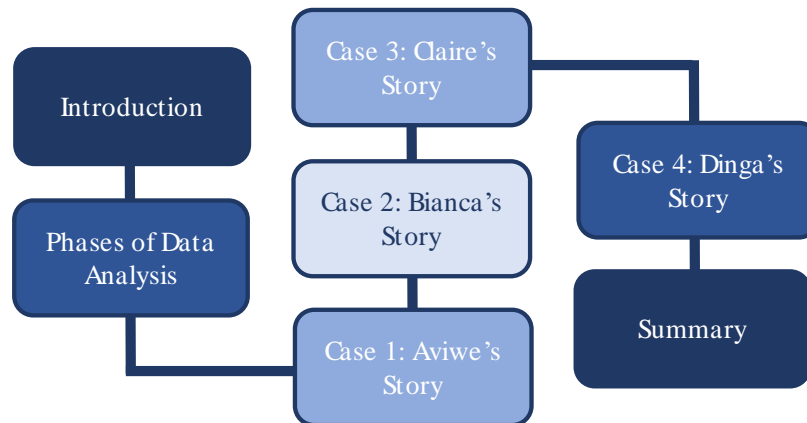 Introduction
Phases of Data
Analysis
Case 1: Aviwe's
Story
Case 2: Bianca's
Story
Case 3: Claire's
Story
Case 4: Dinga's
Story
Summary